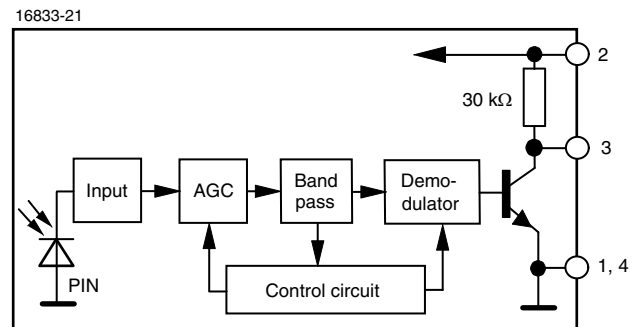 16833-21
2
30 kΩ
3
Input
AGC
Band
pass
Demo-
dulator
1, 4
PIN
Control circuit